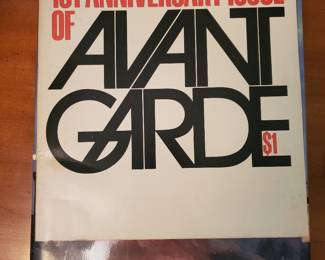 1ST ANNIVERSARY ISSUE
OF AVANT
GARDE
$1